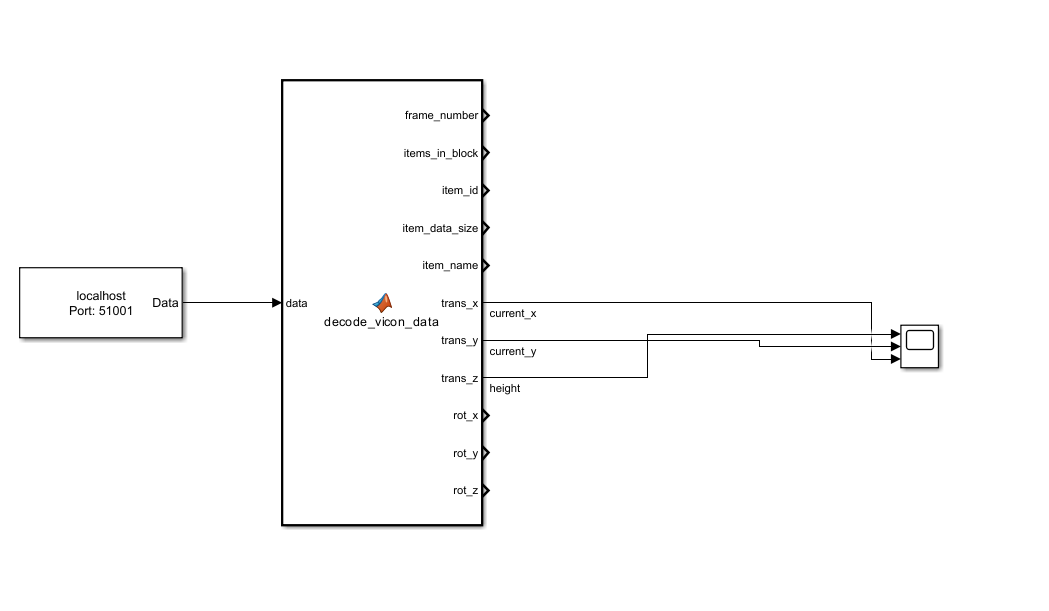 frame_number
items_in_block
item_id
item_data_size
item_name
localhost
Port: 51001
Data
data
decode_vicon_data
trans_x
current_x
trans_y
current_y
trans_z
height
rot_x
rot_y
rot_z